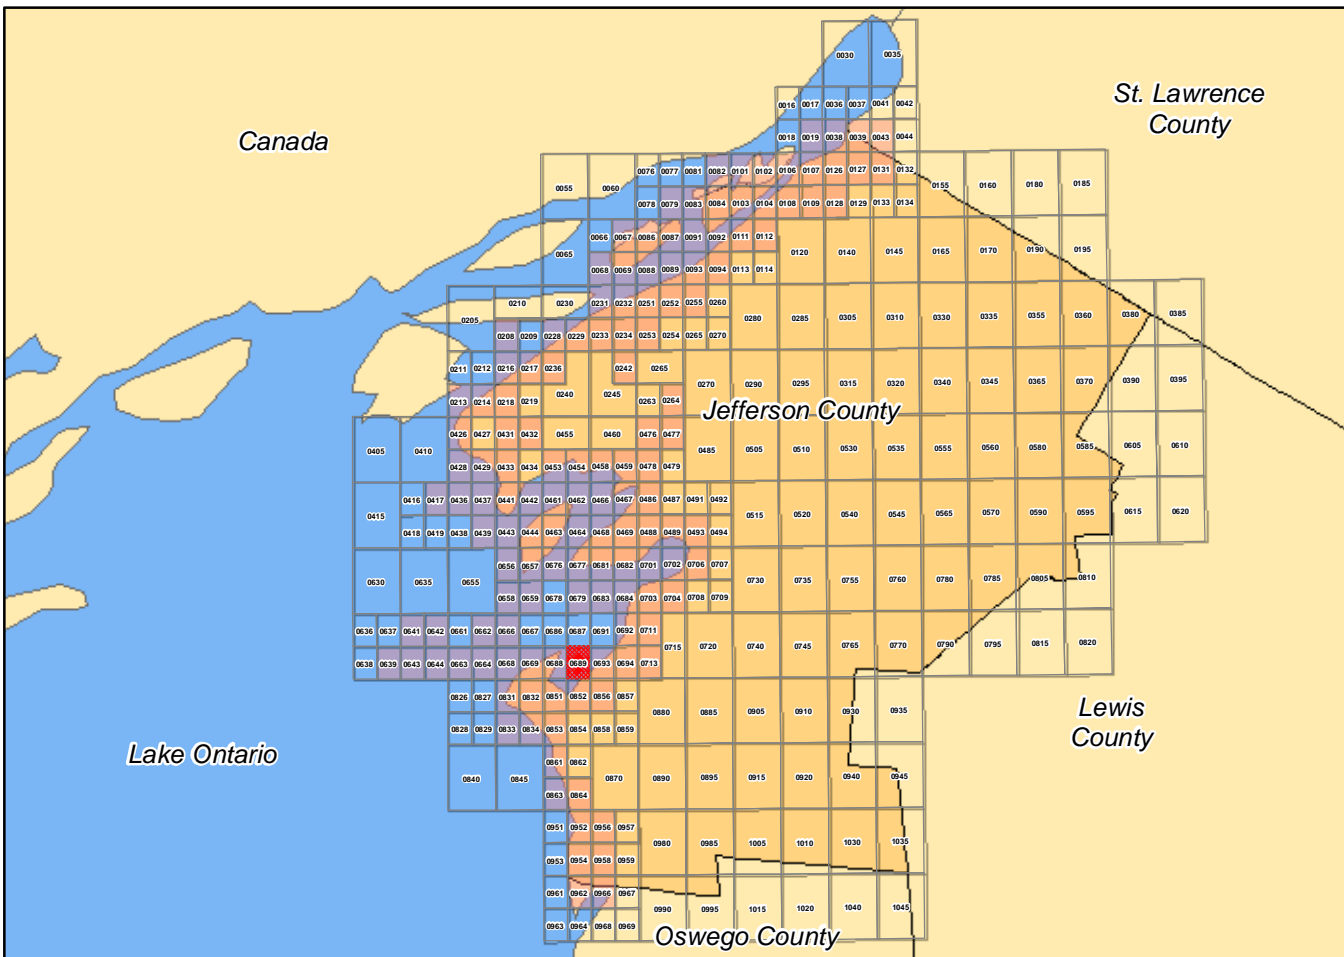 0030 0035
St. Lawrence
County
0016 0017 0036 0037 0041 0042
Canada
0018 0019 0038 0039 0043 0044
0076 0077 0081 0082 0101 0102 0106 0107 0126 0127 0131 0132
0055 0060 0155 0160 0180 0185
0078 0079 0083 0084 0103 0104 0108 0109 0128 0129 0133 0134
0066 0067 0086 0087 0091 0092 0111 0112
0065 0120 0140 0145 0165 0170 0190 0195
0068 0069 0088 0089 0093 0094 0113 0114
0210 0230 0231 0232 0251 0252 0255 0260
0205 0280 0285 0305 0310 0330 0335 0355 0360 0380 0385
0208 0209 0228 0229 0233 0234 0253 0254 0265 0270
0211 0212 0216 0217 0236 0242 0265
0270 0290 0295 0315 0320 0340 0345 0365 0370 0390 0395
0213 0214 0218 0219 0240 0245 0263 0264
Jefferson County
0426 0427 0431 0432 0455 0460 0476 0477
0405 0410 0485 0505 0510 0530 0535 0555 0560 0580 0585 0605 0610
0428 0429 0433 0434 0453 0454 0458 0459 0478 0479
0416 0417 0436 0437 0441 0442 0461 0462 0466 0467 0486 0487 0491 0492
0415 0515 0520 0540 0545 0565 0570 0590 0595 0615 0620
0418 0419 0438 0439 0443 0444 0463 0464 0468 0469 0488 0489 0493 0494
0656 0657 0676 0677 0681 0682 0701 0702 0706 0707
0630 0635 0655 0730 0735 0755 0760 0780 0785 0805 0810
0658 0659 0678 0679 0683 0684 0703 0704 0708 0709
0636 0637 0641 0642 0661 0662 0666 0667 0686 0687 0691 0692 0711
0715 0720 0740 0745 0765 0770 0790 0795 0815 0820
0638 0639 0643 0644 0663 0664 0668 0669 0688 0689 0693 0694 0713
0826 0827 0831 0832 0851 0852 0856 0857
Lewis
County
0880 0885 0905 0910 0930 0935
0828 0829 0833 0834 0853 0854 0858 0859
Lake Ontario
0861 0862
0840 0845 0870 0890 0895 0915 0920 0940 0945
0863 0864
0951 0952 0956 0957
0980 0985 1005 1010 1030 1035
0953 0954 0958 0959
0961 0962 0966 0967
0990 0995 1015 1020 1040 1045
0963 0964 0968 0969
Oswego County